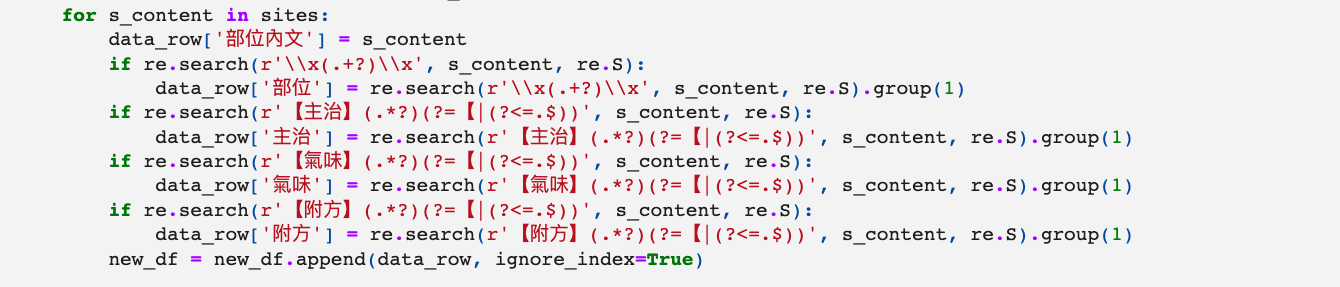 for s_content in sites:
data_row['部位內文'] = s_content
if re.search(r'\\x(.+?)\\x', s_content, re.S):
data_row['部位'] = re.search(r'\\x(.+?)\\x', s_content, re.S).group(1)
if re.search(r'【主治】(.*?)(?=【|(?<=.$))', s_content, re.S):
data_row['主治'] = re.search(r'【主治】(.*?)(?=【|(?<=.$))', s_content, re.S).group(1)
if re.search(r'【氣味】(.*?)(?=【|(?<=.$))', s_content, re.S):
data_row['氣味'] = re.search(r'【氣味】(.*?)(?=【|(?<=.$))', s_content, re.S).group(1)
if re.search(r'【附方】(.*?)(?=【|(?<=.$))', s_content, re.S):
data_row['附方'] = re.search(r'【附方】(.*?)(?=【|(?<=.$))', s_content, re.S).group(1)
new_df = new_df.append(data_row, ignore_index=True)